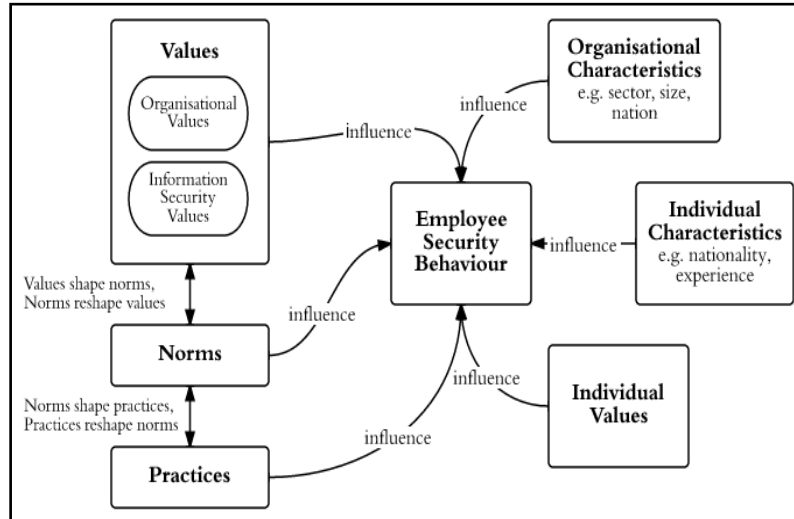 Values
Organisational
Values
Information
Security
Values
Values shape norms,
Norms reshape values
Norms
Norms shape practices,
Practices reshape norms
Practices
influence
influence
influence
Employee
Security
Behaviour
influence
Organisational
Characteristics
e.g. sector, size,
nation
influence
Individual
Characteristics
e.g. nationality,
experience
influence
Individual
Values